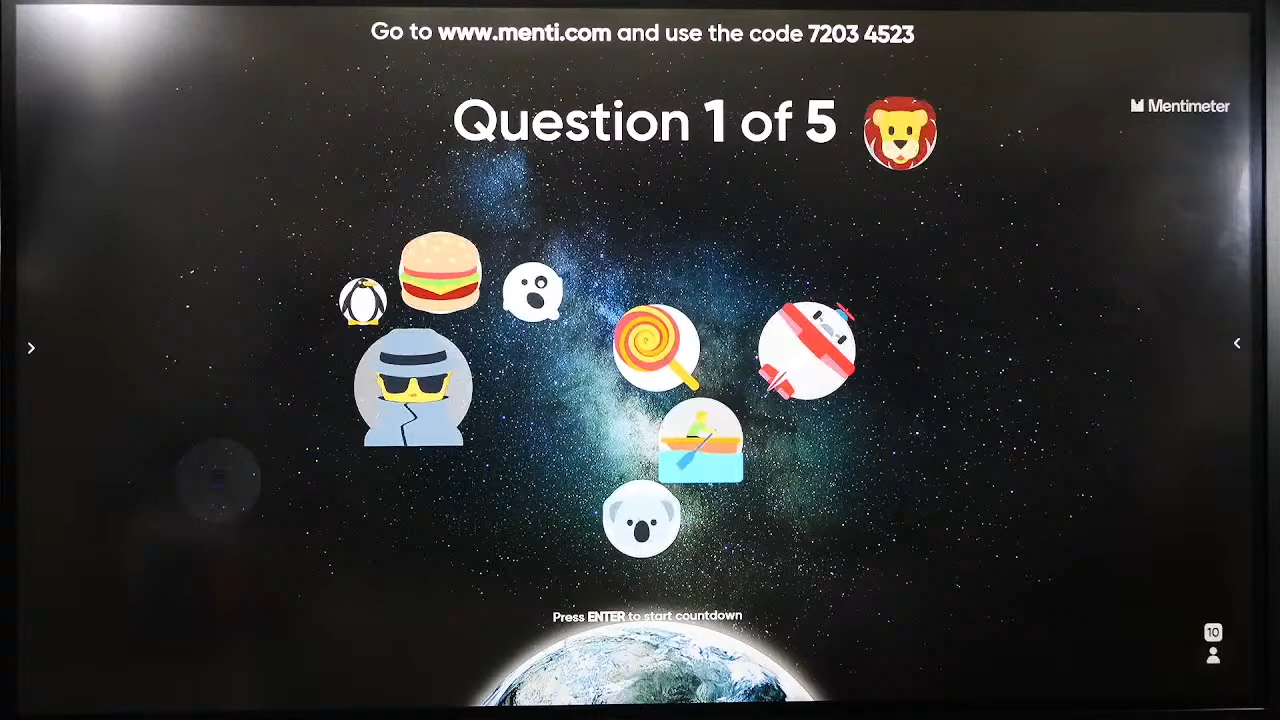 Go to www.menti.com and use the code 7203 4523
Question 1 of 5
Mentimeter
Press ENTER to start countdown
10